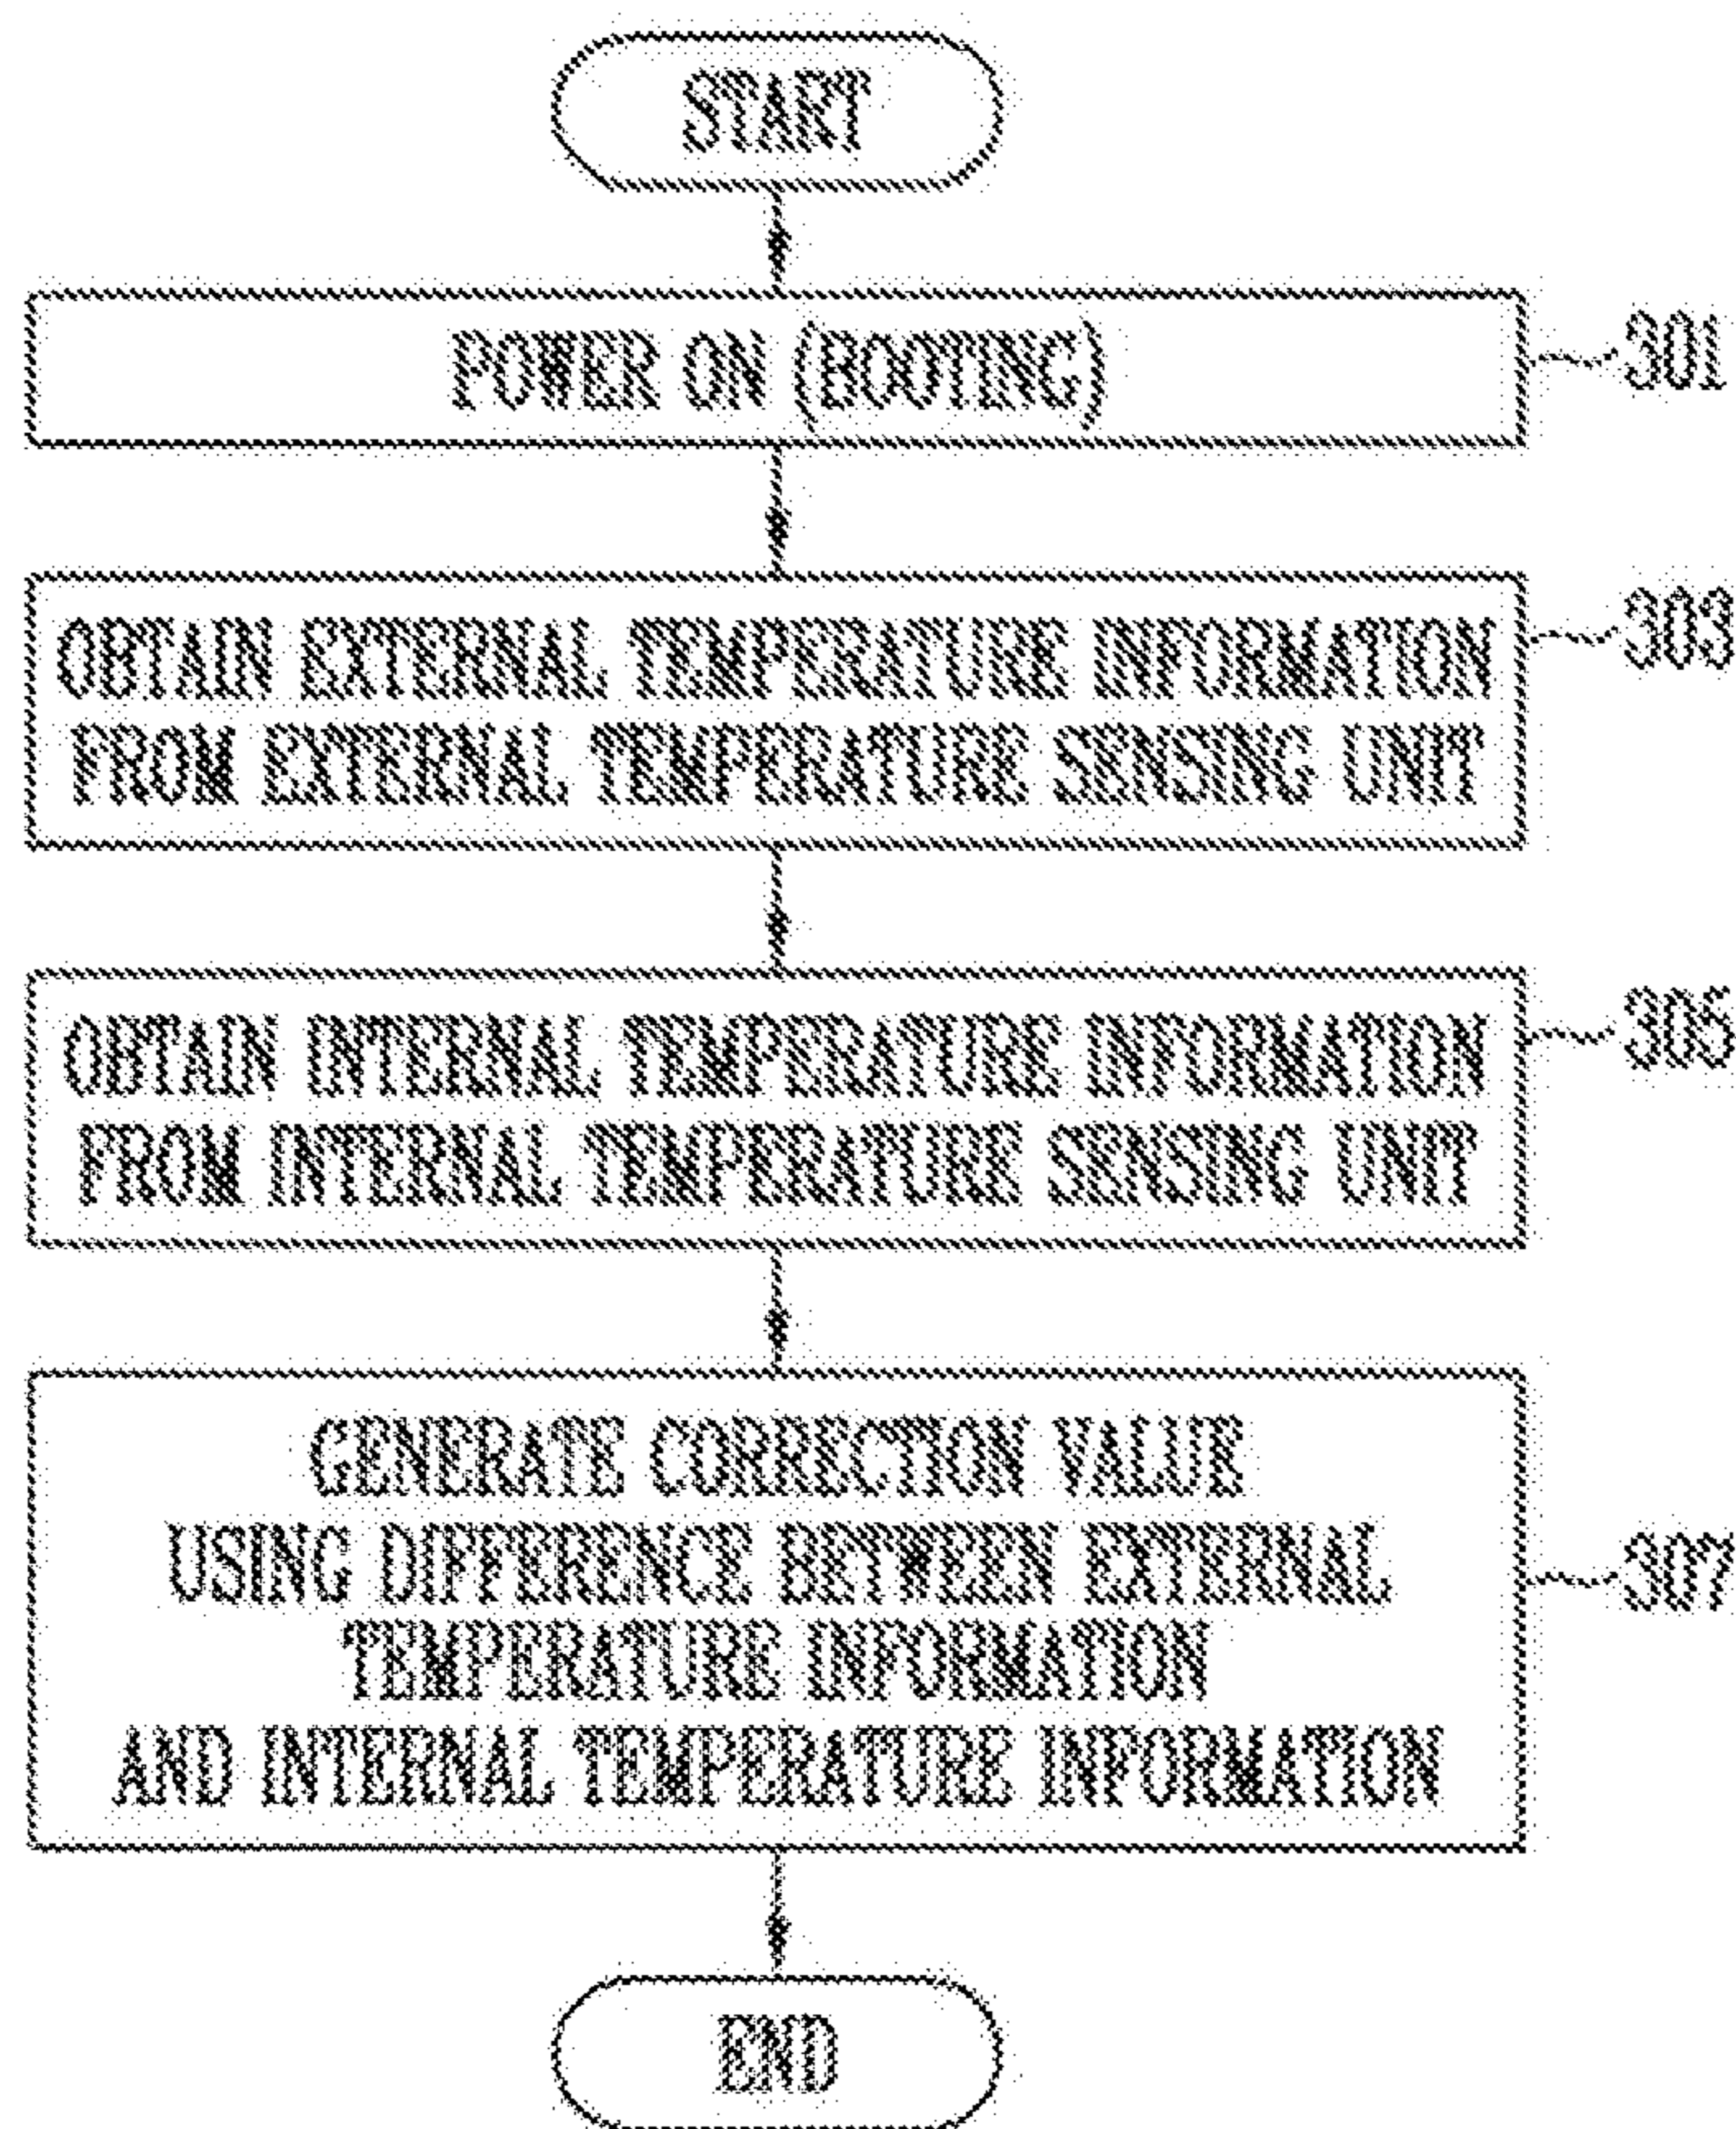 START
POWER ON (BOOTING)
301
OBTAIN EXTERNAL TEMPERATURE INFORMATION
FROM EXTERNAL TEMPERATURE SENSING UNIT
303
OBTAIN INTERNAL TEMPERATURE INFORMATION
FROM INTERNAL TEMPERATURE SENSING UNIT
305
GENERATE CORRECTION VALUE
USING DIFFERENCE BETWEEN EXTERNAL
TEMPERATURE INFORMATION
AND INTERNAL TEMPERATURE INFORMATION
307
END